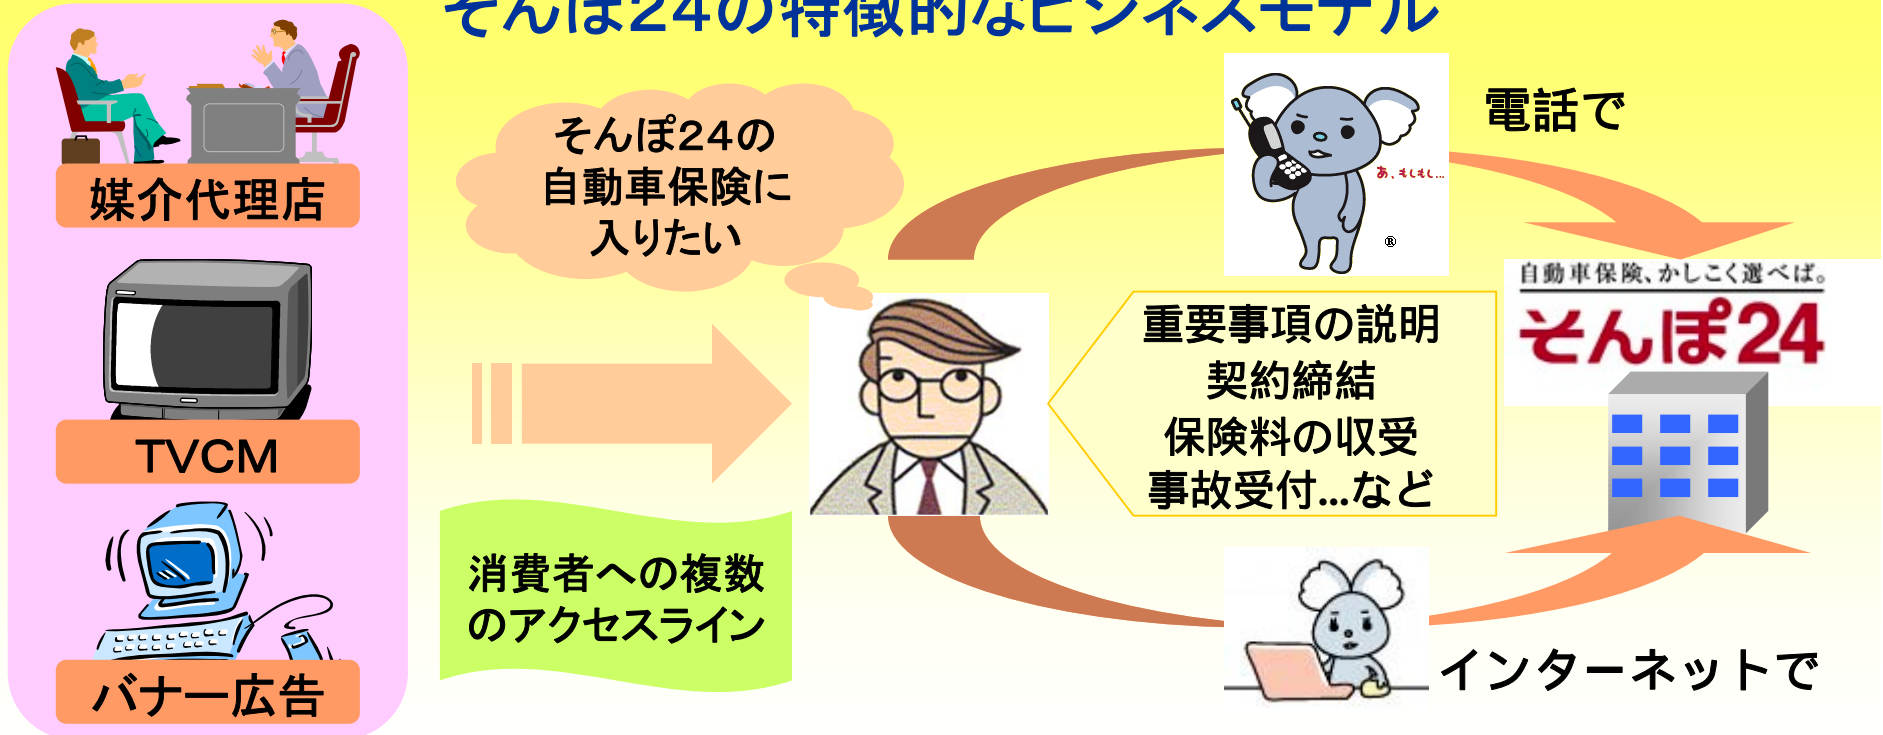 そんぽ24の特徴的なビジネスモデル
媒介代理店
TVCM
バナー広告
そんぽ24の
自動車保険に
入りたい
消費者への複数
のアクセスライン
電話で
あ、もしもし...
®
重要事項の説明
契約締結
保険料の収受
事故受付...など
自動車保険、かしこく選べば。
そんぽ24
インターネットで